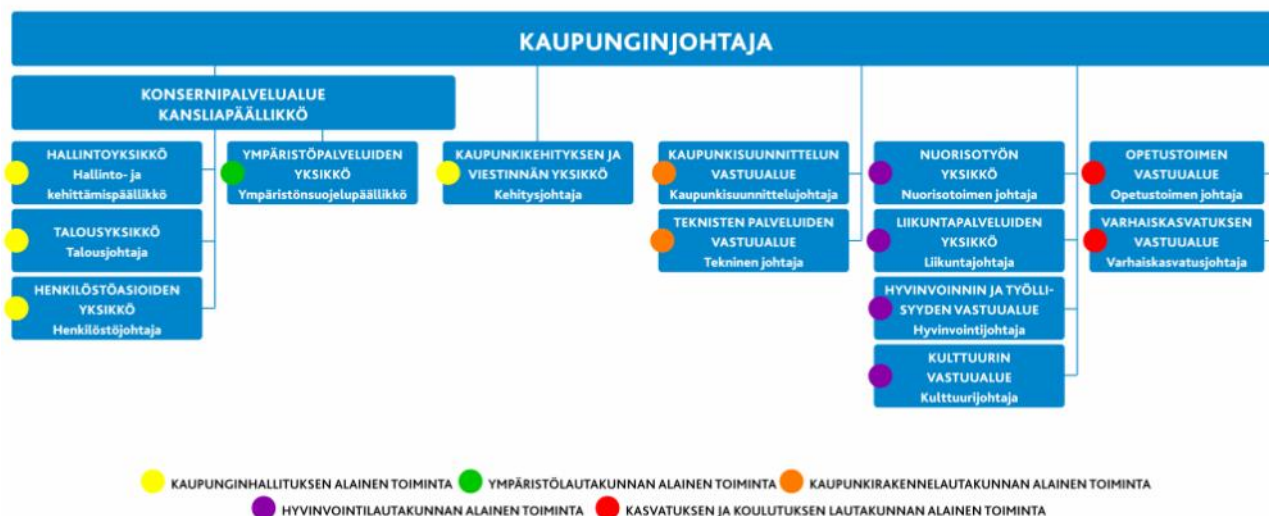 KAUPUNGINJOHTAJA
KONSERNIPALVELUALUE
KANSLIAPÄÄLLIKKÖ
HALLINTOYKSIKKÖ
Hallinto- ja
kehittämispäällikkö
TALOUSYKSIKKÖ
Talousjohtaja
HENKILÖSTÖASIOIDEN
YKSIKKÖ
Henkilöstöjohtaja
YMPÄRISTÖPALVELUIDEN
YKSIKKÖ
Ympäristönsuojelupäällikkö
KAUPUNKIKEHITYKSEN JA
VIESTINNÄN YKSIKKÖ
Kehitysjohtaja
KAUPUNKISUUNNITTELUN
VASTUUALUE
Kaupunkisuunnittelujohtaja
TEKNISTEN PALVELUIDEN
VASTUUALUE
Tekninen johtaja
NUORISOTYÖN
YKSIKKÖ
Nuorisotoimen johtaja
LIIKUNTAPALVELUIDEN
YKSIKKÖ
Liikuntajohtaja
HYVINVOINNIN JA TYÖLLI-
SYYDEN VASTUUALUE
Hyvinvointijohtaja
KULTTUURIN
VASTUUALUE
Kulttuurijohtaja
OPETUSTOIMEN
VASTUUALUE
Opetustoimen johtaja
VARHAISKASVATUKSEN
VASTUUALUE
Varhaiskasvatusjohtaja
KAUPUNGINHALLITUKSEN ALAINEN TOIMINTA
YMPÄRISTÖLAUTAKUNNAN ALAINEN TOIMINTA
KAUPUNKIRAKENNELAUTAKUNNAN ALAINEN TOIMINTA
HYVINVOINTILAUTAKUNNAN ALAINEN TOIMINTA
KASVATUKSEN JA KOULUTUKSEN LAUTAKUNNAN ALAINEN TOIMINTA